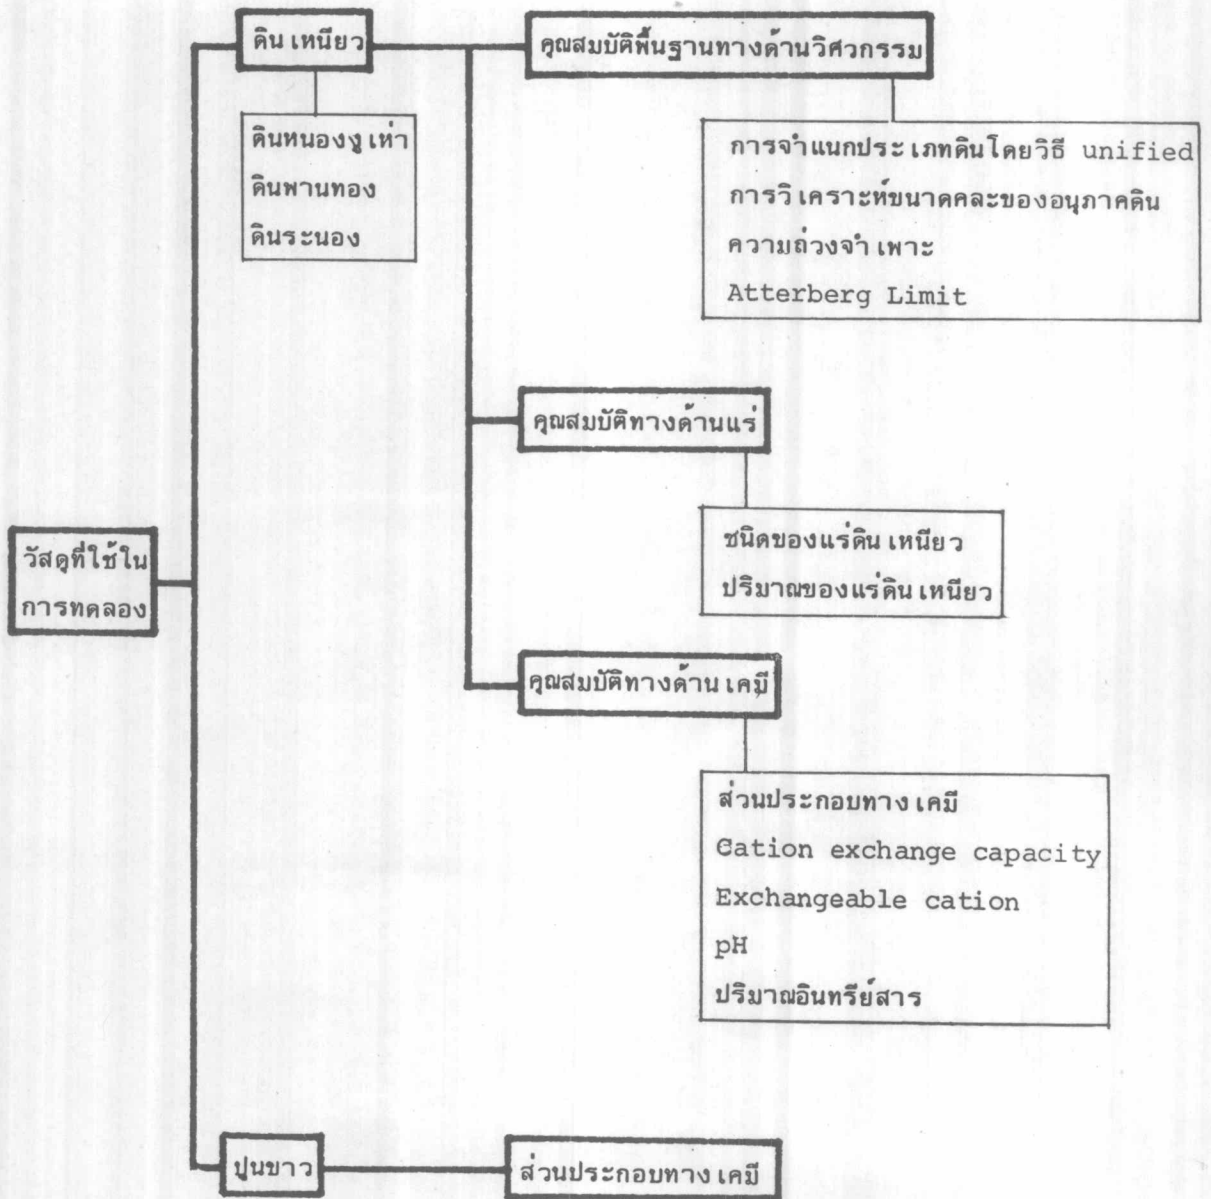 ดินเหนียว
คุณสมบัติพื้นฐานทางด้านวิศวกรรม
ดินหนองงูเห่า
ดินพานทอง
ดินระนอง
การจำแนกประเภทดินโดยวิธี unified
การวิเคราะห์ขนาดคละของอนุภาคดิน
ความถ่วงจำเพาะ
Atterberg Limit
คุณสมบัติทางด้านแร่
ชนิดของแร่ดินเหนียว
ปริมาณของแร่ดินเหนียว
วัสดุที่ใช้ใน
การทดลอง
คุณสมบัติทางด้านเคมี
ส่วนประกอบทางเคมี
Cation exchange capacity
Exchangeable cation
pH
ปริมาณอินทรีย์สาร
ปูนขาว
ส่วนประกอบทางเคมี